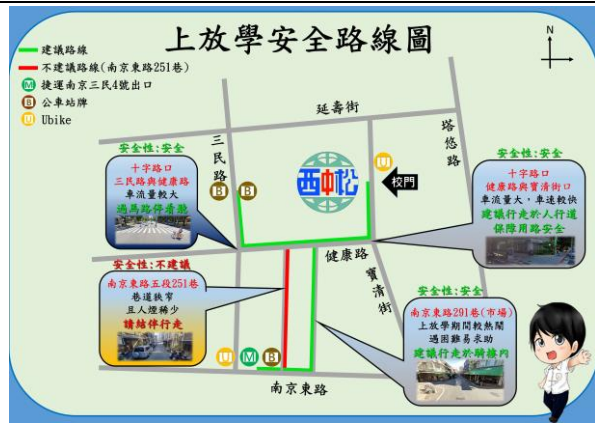 上放學安全路線圖
N
建議路線
不建議路線(南京東路251巷)
M 捷運南京三民4號出口
B 公車站牌
U Ubike
延壽街
塔悠路
三民路
安全性:安全
十字路口
三民路與健康路
車流量較大
過馬路停看聽
B B
西中松
U
校門
安全性:安全
十字路口
健康路與寶清街口
車流量大,車速較快
建議行走於人行道
保障用路安全
健康路
寶清街
安全性:不建議
南京東路五段251巷
巷道狹窄
且人煙稀少
請結伴行走
安全性:安全
南京東路291巷(市場)
上放學期間較熱鬧
遇困難易求助
建議行走於騎樓內
U M B
南京東路